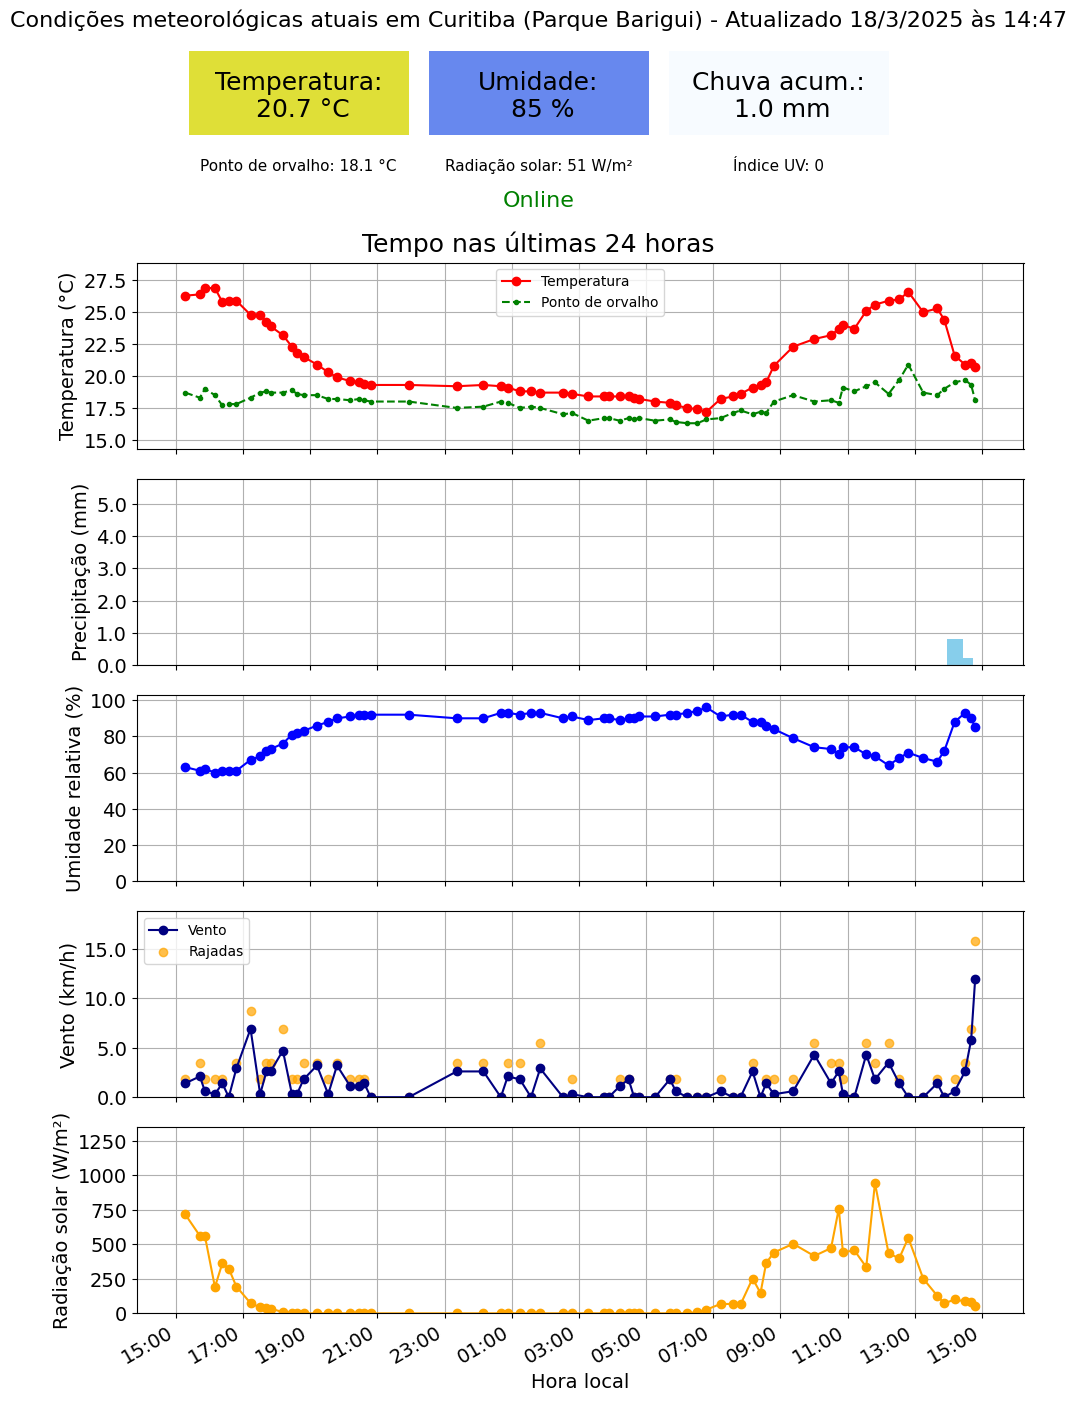 Condições meteorológicas atuais em Curitiba (Parque Barigui) - Atualizado 18/3/2025 às 14:47
Temperatura:
20.7 °C
Umidade:
85 %
Chuva acum.:
1.0 mm
Ponto de orvalho: 18.1 °C
Radiação solar: 51 W/m²
Índice UV: 0
Online
Tempo nas últimas 24 horas
Temperatura (°C)
27.5
25.0
22.5
20.0
17.5
15.0
Temperatura
Ponto de orvalho
Precipitação (mm)
5.0
4.0
3.0
2.0
1.0
0.0
Umidade relativa (%)
100
80
60
40
20
0
Vento (km/h)
15.0
10.0
5.0
0.0
Vento
Rajadas
Radiação solar (W/m²)
1250
1000
750
500
250
0
15:00
17:00
19:00
21:00
23:00
01:00
03:00
05:00
07:00
09:00
11:00
13:00
15:00
Hora local